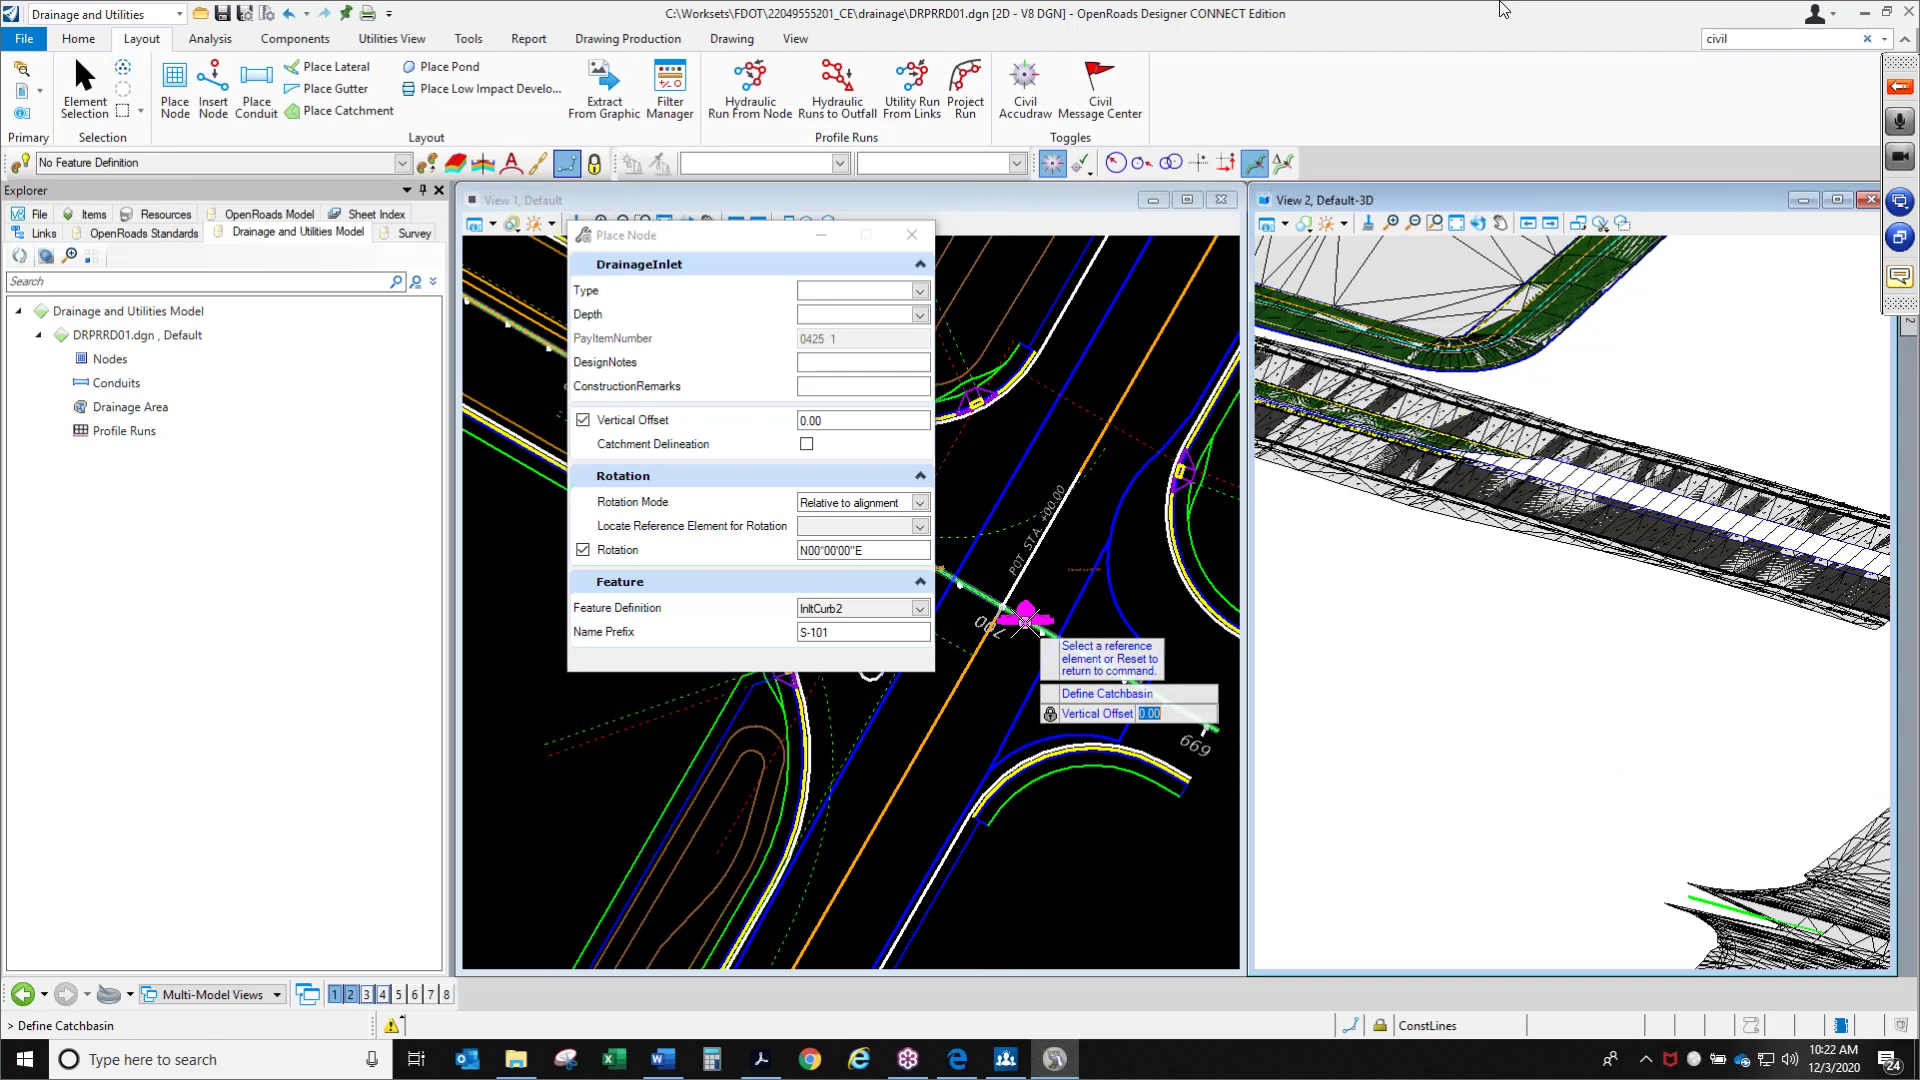 Drawing and Utilities
C:\Worksets\FDOT\22049555201_CE\drainage\DRPRRD01.dgn [2D - V8 DGN] - OpenRoads Designer CONNECT Edition
File Home Layout Analysis Components Utilities View Tools Report Drawing Production Drawing View
civil
Element Selection
Place Node
Insert Node
Place Conduit
Place Lateral
Place Gutter
Place Catchment
Place Pond
Place Low Impact Develo...
Extract From Graphic
Filter Manager
Hydraulic Run From Node
Hydraulic Runs to Outfall
Utility Run From Links
Project Run
Civil Accudraw
Civil Message Center
Primary Selection Layout Profile Runs Toggles
No Feature Definition
Explorer
File Items Resources OpenRoads Model Sheet Index
Links OpenRoads Standards Drainage and Utilities Model Survey
Search
Drainage and Utilities Model
DRPRRD01.dgn , Default
Nodes
Conduits
Drainage Area
Profile Runs
View 1, Default
Place Node
DrainageInlet
Type
Depth
PayItemNumber 0425 1
DesignNotes
ConstructionRemarks
Vertical Offset 0.00
Catchment Delineation
Rotation
Rotation Mode Relative to alignment
Locate Reference Element for Rotation
Rotation N00°00'00"E
Feature
Feature Definition InltCurb2
Name Prefix S-101
POT STA. +00.00
700
Select a reference
element or Reset to
return to command.
Define Catchbasin
Vertical Offset 0.00
699
View 2, Default-3D
2
Multi-Model Views 1 2 3 4 5 6 7 8
> Define Catchbasin
ConstLines
Type here to search
10:22 AM
12/3/2020
24